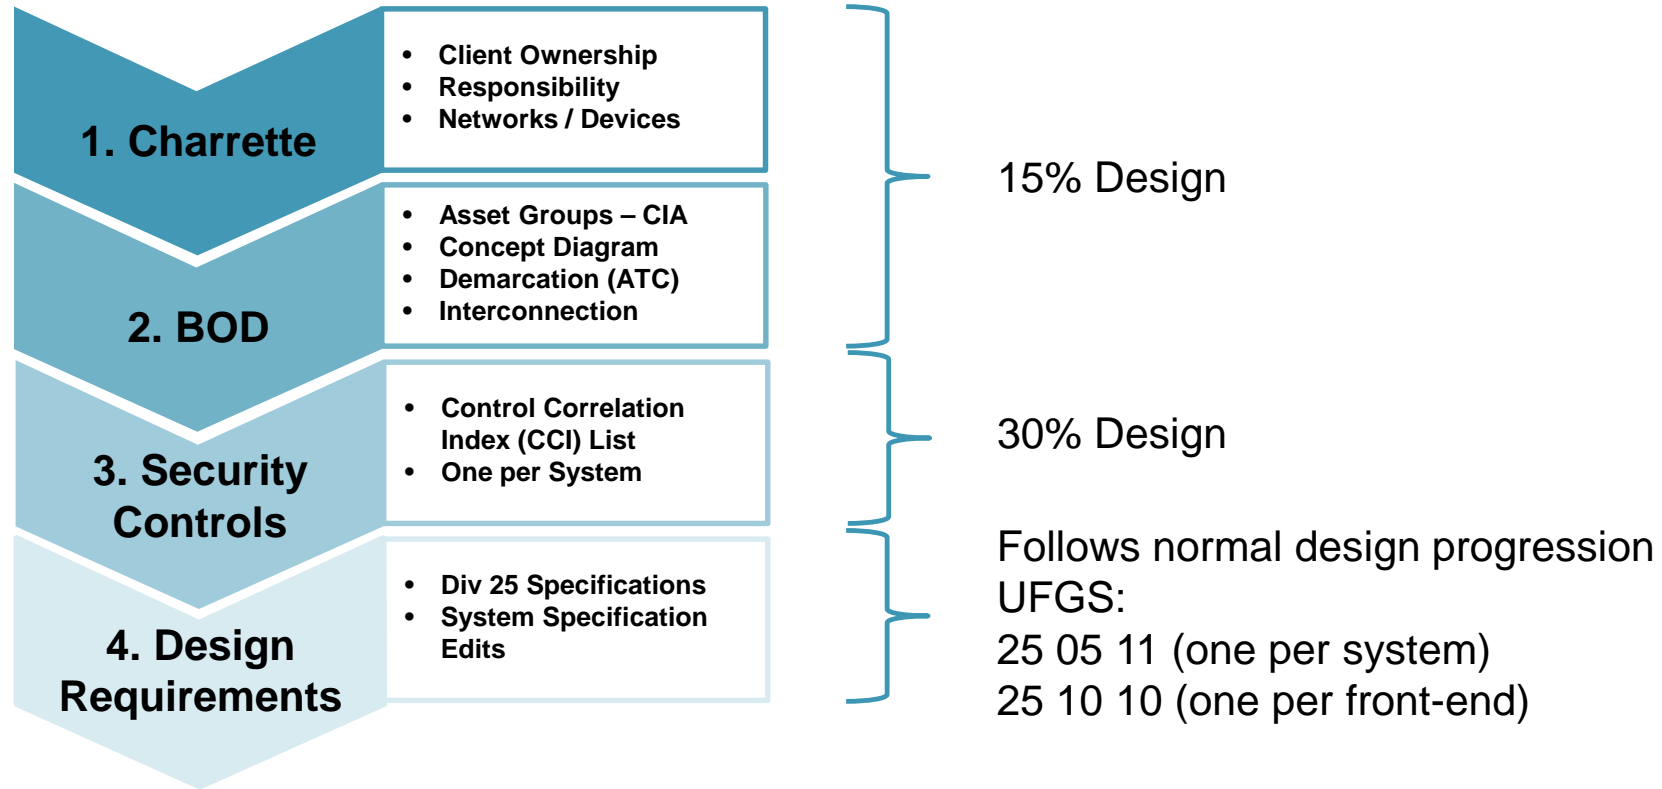 1. Charrette
• Client Ownership
• Responsibility
• Networks / Devices
2. BOD
• Asset Groups – CIA
• Concept Diagram
• Demarcation (ATC)
• Interconnection
15% Design
3. Security
Controls
• Control Correlation
Index (CCI) List
• One per System
30% Design
4. Design
Requirements
• Div 25 Specifications
• System Specification
Edits
Follows normal design progression
UFGS:
25 05 11 (one per system)
25 10 10 (one per front-end)